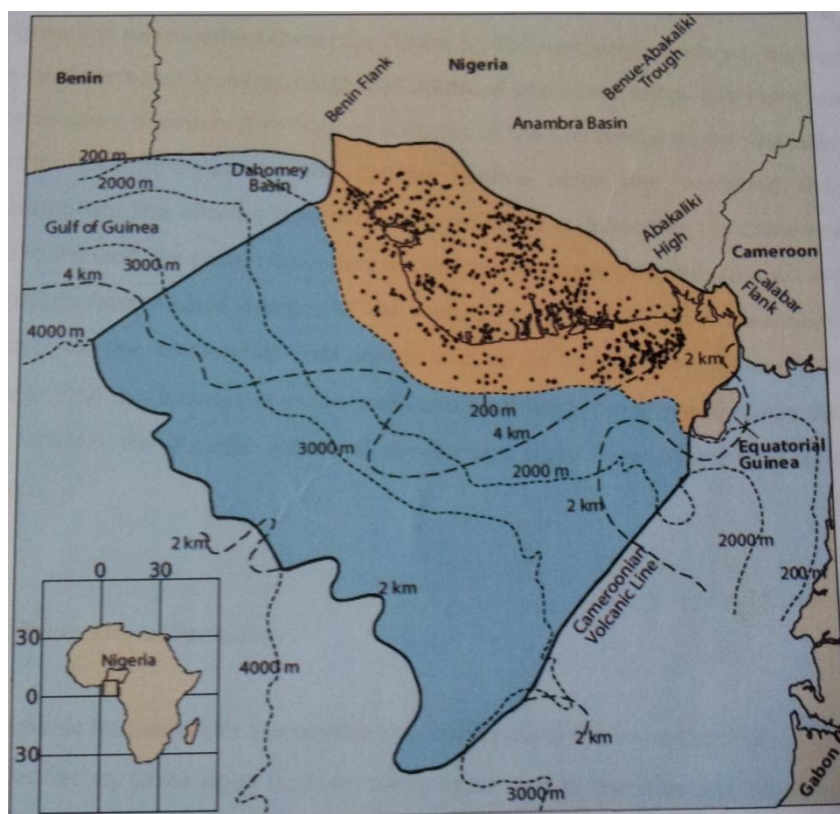 Benin
Nigeria
Benin Flank
Benue-Abakaliki
Trough
Anambra Basin
200 m
2000 m
Dahomey
Basin
Gulf of Guinea
3000 m
4 km
4000 m
Abakaliki
High
Cameroon
Calabar
Flank
2 km
200 m
4 km
3000 m
2000 m
Equatorial
Guinea
2 km
2 km
2000 m
200 m
2 km
Cameroonian
Volcanic Line
0 30
30
Nigeria
0
30
4000 m
2 km
3000 m
Gabon